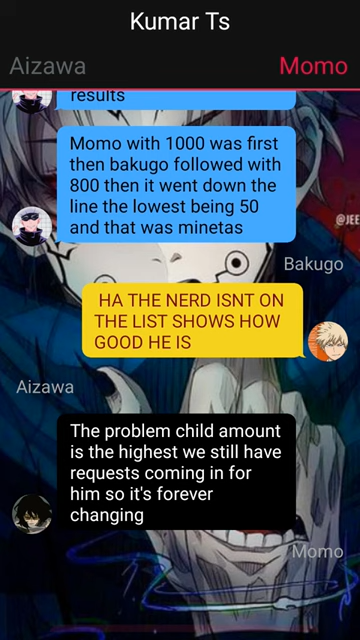 Kumar Ts
Aizawa
Momo
results
Momo with 1000 was first
then bakugo followed with
800 then it went down the
line the lowest being 50
and that was minetas
@JEE
Bakugo
HA THE NERD ISNT ON
THE LIST SHOWS HOW
GOOD HE IS
Aizawa
The problem child amount
is the highest we still have
requests coming in for
him so it's forever
changing
Momo